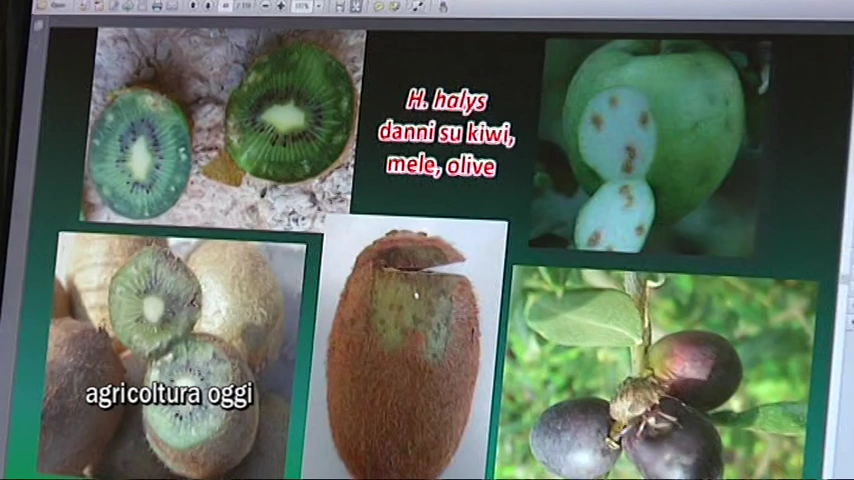 H. halys
danni su kiwi,
mele, olive
agricoltura oggi